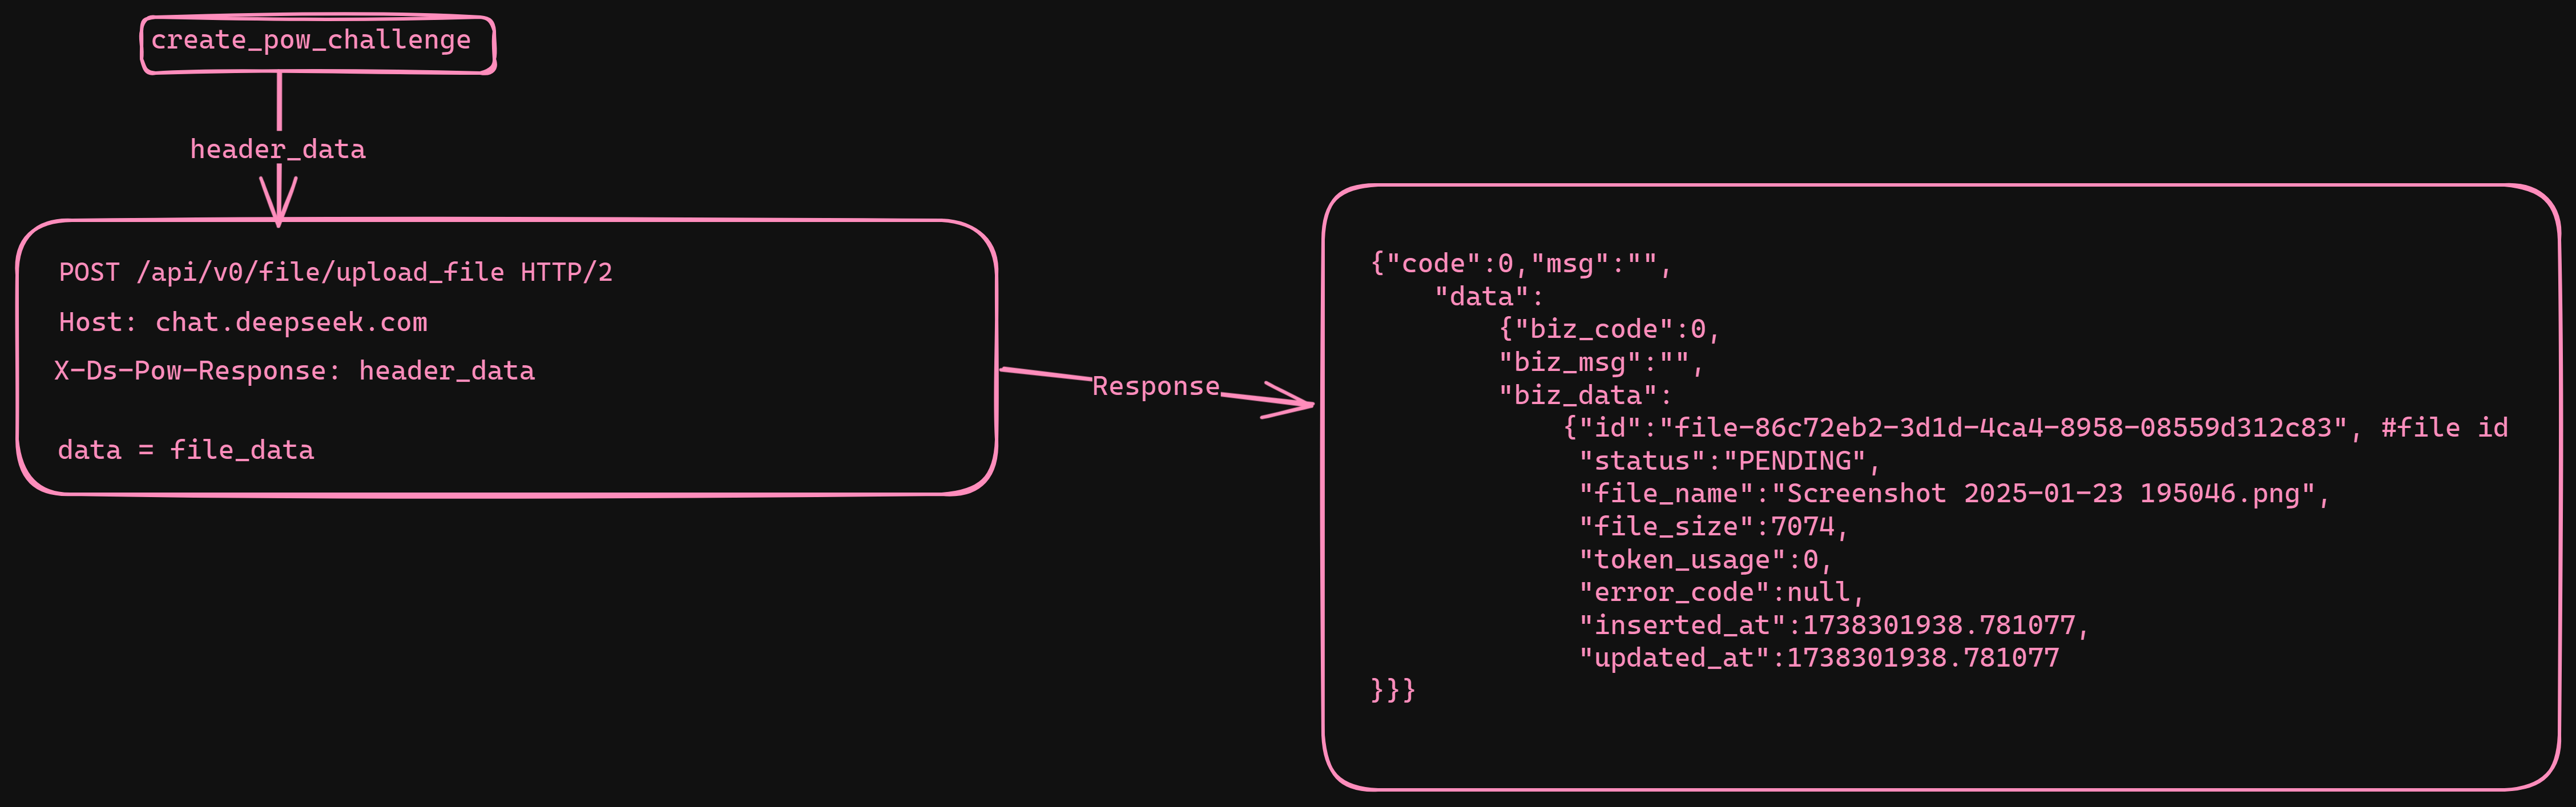 create_pow_challenge
header_data
POST /api/v0/file/upload_file HTTP/2
Host: chat.deepseek.com
X-Ds-Pow-Response: header_data
data = file_data
Response
{"code":0,"msg":"",
"data":
{"biz_code":0,
"biz_msg":"",
"biz_data":
{"id":"file-86c72eb2-3d1d-4ca4-8958-08559d312c83", #file id
"status":"PENDING",
"file_name":"Screenshot 2025-01-23 195046.png",
"file_size":7074,
"token_usage":0,
"error_code":null,
"inserted_at":1738301938.781077,
"updated_at":1738301938.781077
}}}